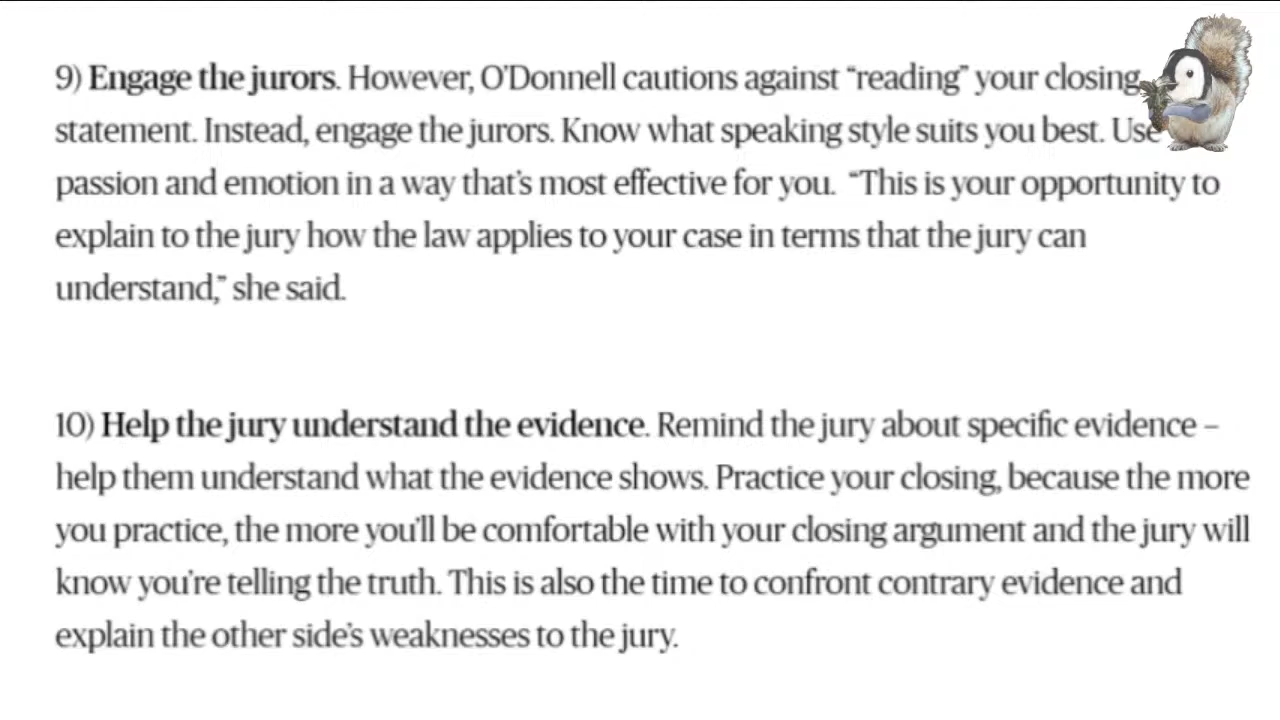 9) Engage the jurors. However, O'Donnell cautions against “reading” your closing
statement. Instead, engage the jurors. Know what speaking style suits you best. Use
passion and emotion in a way that's most effective for you. “This is your opportunity to
explain to the jury how the law applies to your case in terms that the jury can
understand,” she said.
10) Help the jury understand the evidence. Remind the jury about specific evidence –
help them understand what the evidence shows. Practice your closing, because the more
you practice, the more you'll be comfortable with your closing argument and the jury will
know you're telling the truth. This is also the time to confront contrary evidence and
explain the other side's weaknesses to the jury.